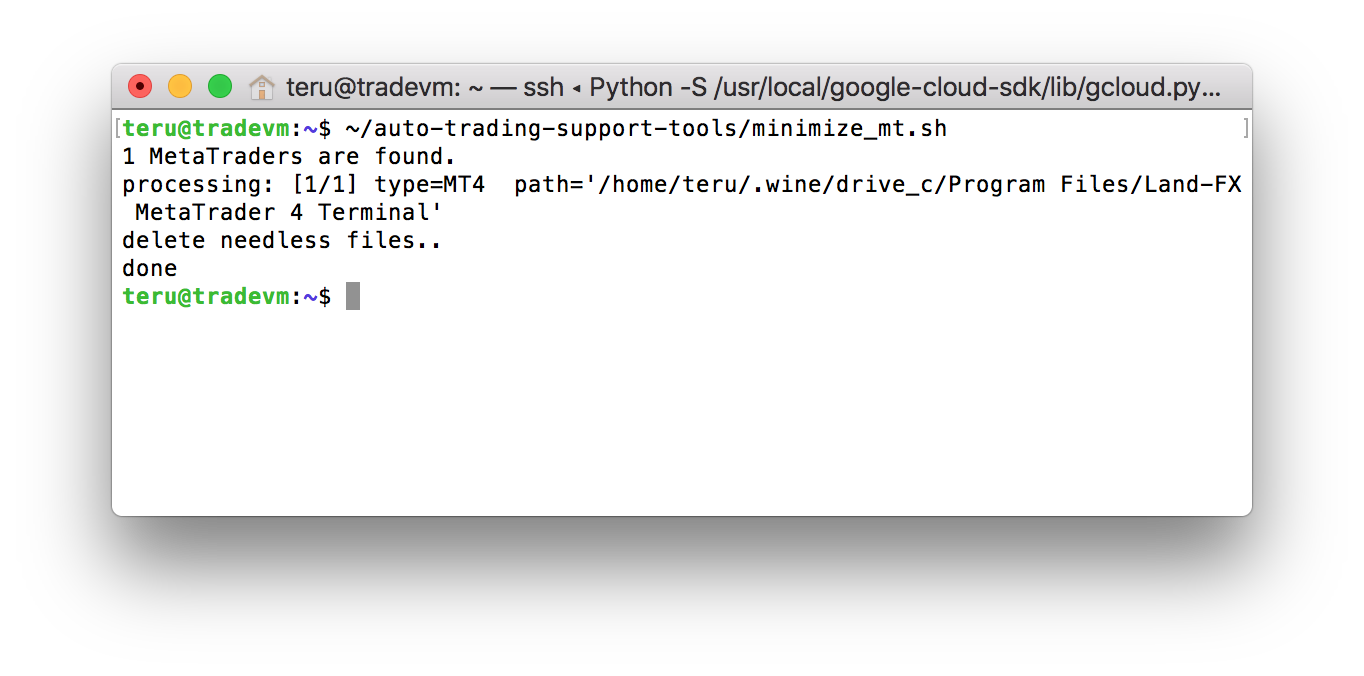 teru@tradevm: ~ — ssh ◂ Python -S /usr/local/google-cloud-sdk/lib/gcloud.py...
[teru@tradevm:~$ ~/auto-trading-support-tools/minimize_mt.sh ]
1 MetaTraders are found.
processing: [1/1] type=MT4  path='/home/teru/.wine/drive_c/Program Files/Land-FX
 MetaTrader 4 Terminal'
delete needless files..
done
teru@tradevm:~$